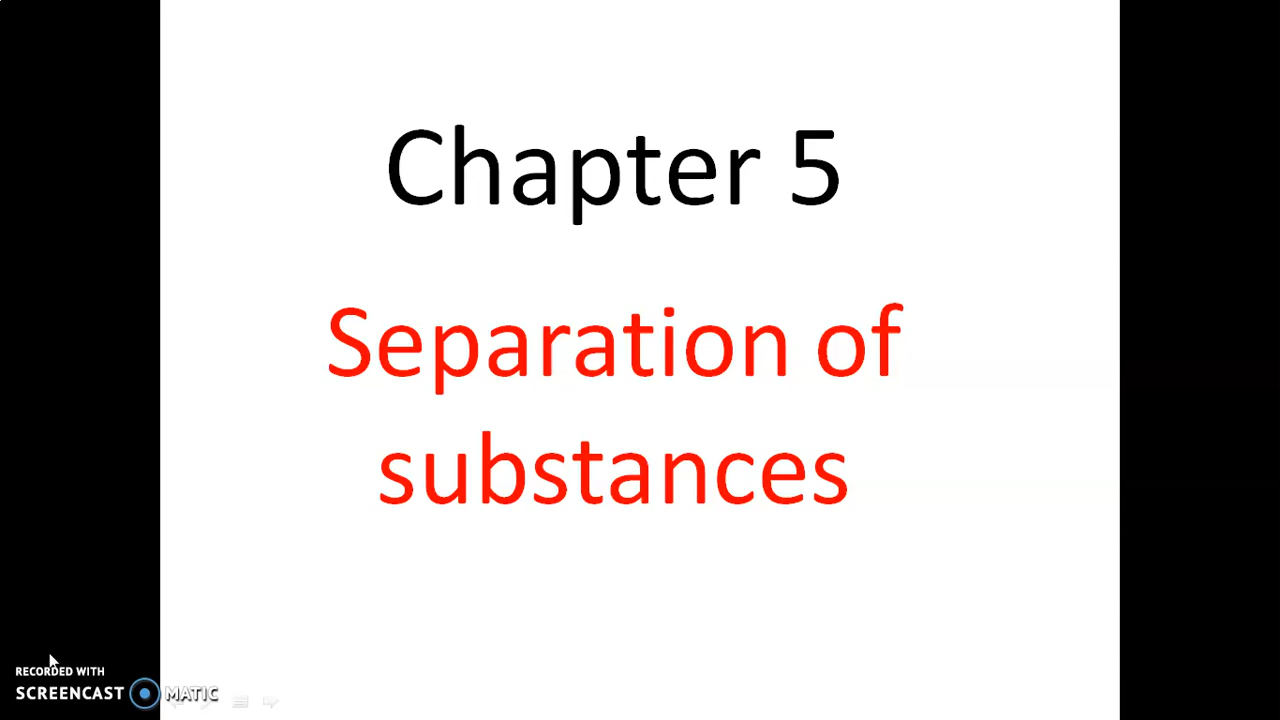 Chapter 5
Separation of
substances
RECORDED WITH
SCREENCAST MATIC